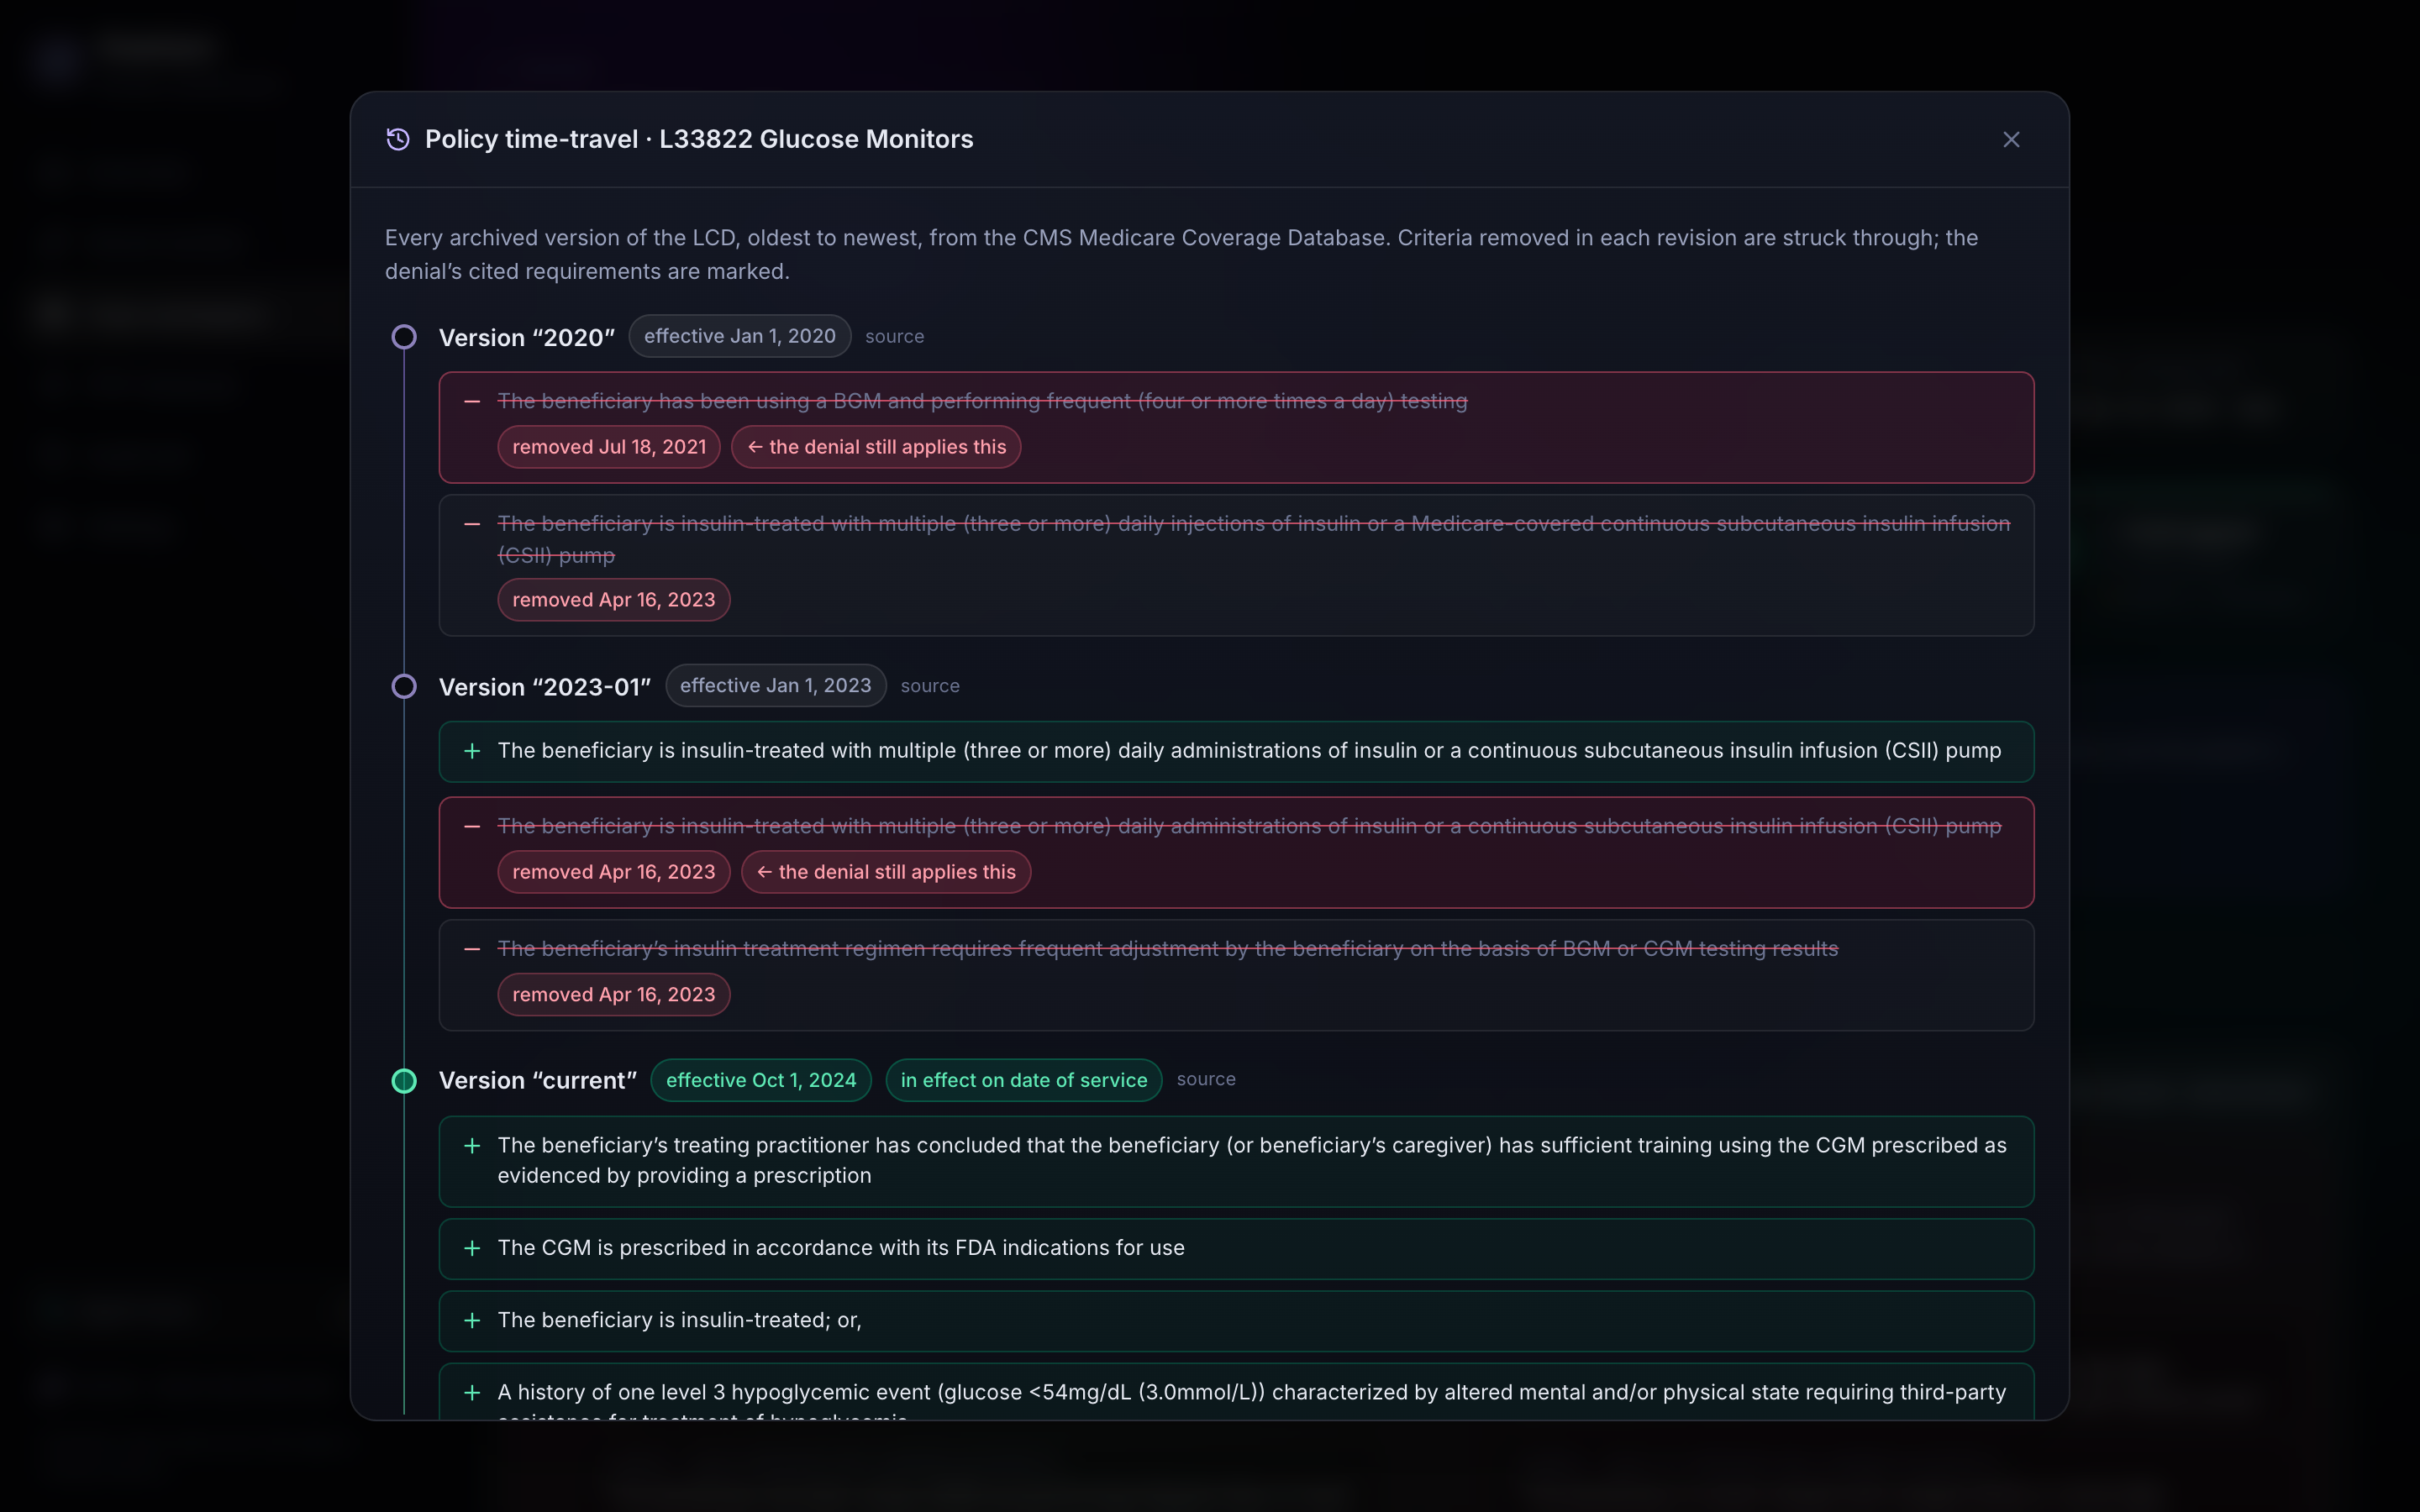 Policy time-travel · L33822 Glucose Monitors
Every archived version of the LCD, oldest to newest, from the CMS Medicare Coverage Database. Criteria removed in each revision are struck through; the
denial’s cited requirements are marked.
Version “2020” effective Jan 1, 2020 source
The beneficiary has been using a BGM and performing frequent (four or more times a day) testing
removed Jul 18, 2021 ← the denial still applies this
The beneficiary is insulin-treated with multiple (three or more) daily injections of insulin or a Medicare-covered continuous subcutaneous insulin infusion
(CSII) pump
removed Apr 16, 2023
Version “2023-01” effective Jan 1, 2023 source
+ The beneficiary is insulin-treated with multiple (three or more) daily administrations of insulin or a continuous subcutaneous insulin infusion (CSII) pump
The beneficiary is insulin-treated with multiple (three or more) daily administrations of insulin or a continuous subcutaneous insulin infusion (CSII) pump
removed Apr 16, 2023 ← the denial still applies this
The beneficiary’s insulin treatment regimen requires frequent adjustment by the beneficiary on the basis of BGM or CGM testing results
removed Apr 16, 2023
Version “current” effective Oct 1, 2024 in effect on date of service source
+ The beneficiary’s treating practitioner has concluded that the beneficiary (or beneficiary’s caregiver) has sufficient training using the CGM prescribed as
evidenced by providing a prescription
+ The CGM is prescribed in accordance with its FDA indications for use
+ The beneficiary is insulin-treated; or,
+ A history of one level 3 hypoglycemic event (glucose <54mg/dL (3.0mmol/L)) characterized by altered mental and/or physical state requiring third-party